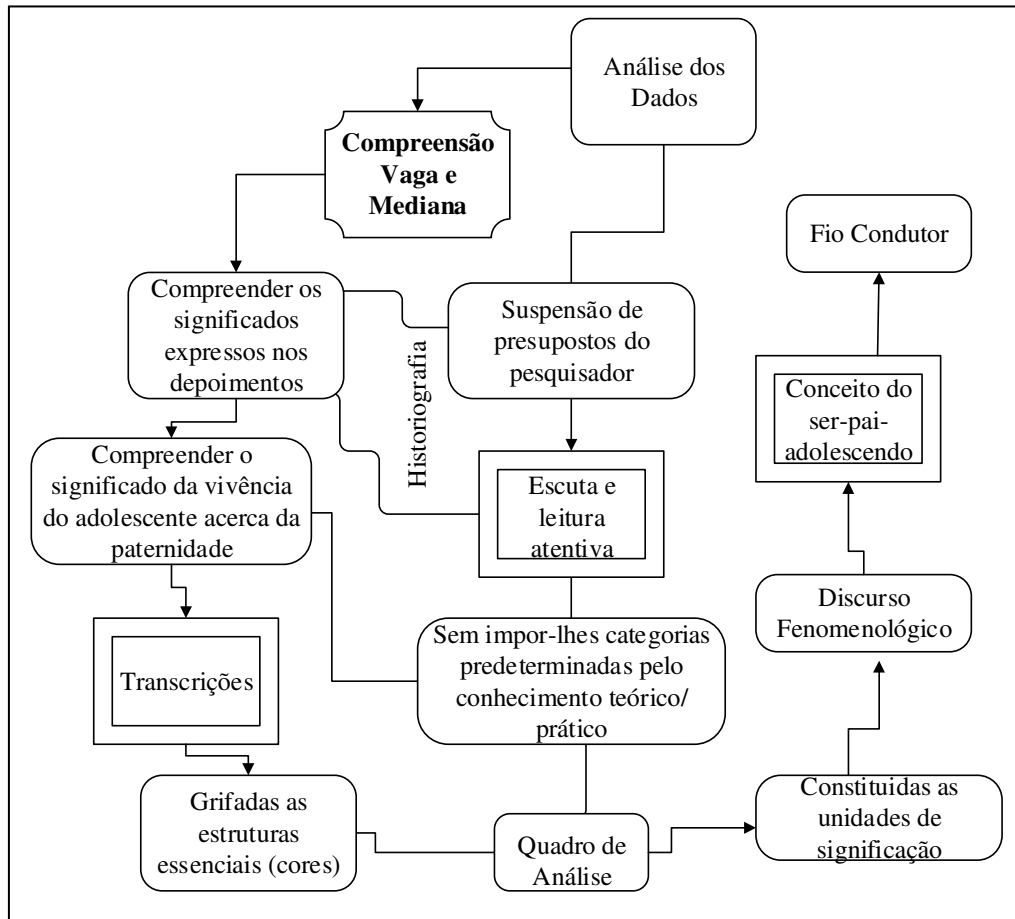 Análise dos
Dados
Compreensão
Vaga e
Mediana
Fio Condutor
Compreender os
significados
expressos nos
depoimentos
Historiografia
Suspensão de
presupostos do
pesquisador
Conceito do
ser-pai-
adolescendo
Compreender o
significado da vivência
do adolescente acerca da
paternidade
Escuta e
leitura
atentiva
Discurso
Fenomenológico
Transcrições
Sem impor-lhes categorias
predeterminadas pelo
conhecimento teórico/
prático
Grifadas as
estruturas
essenciais (cores)
Quadro de
Análise
Constituidas as
unidades de
significação